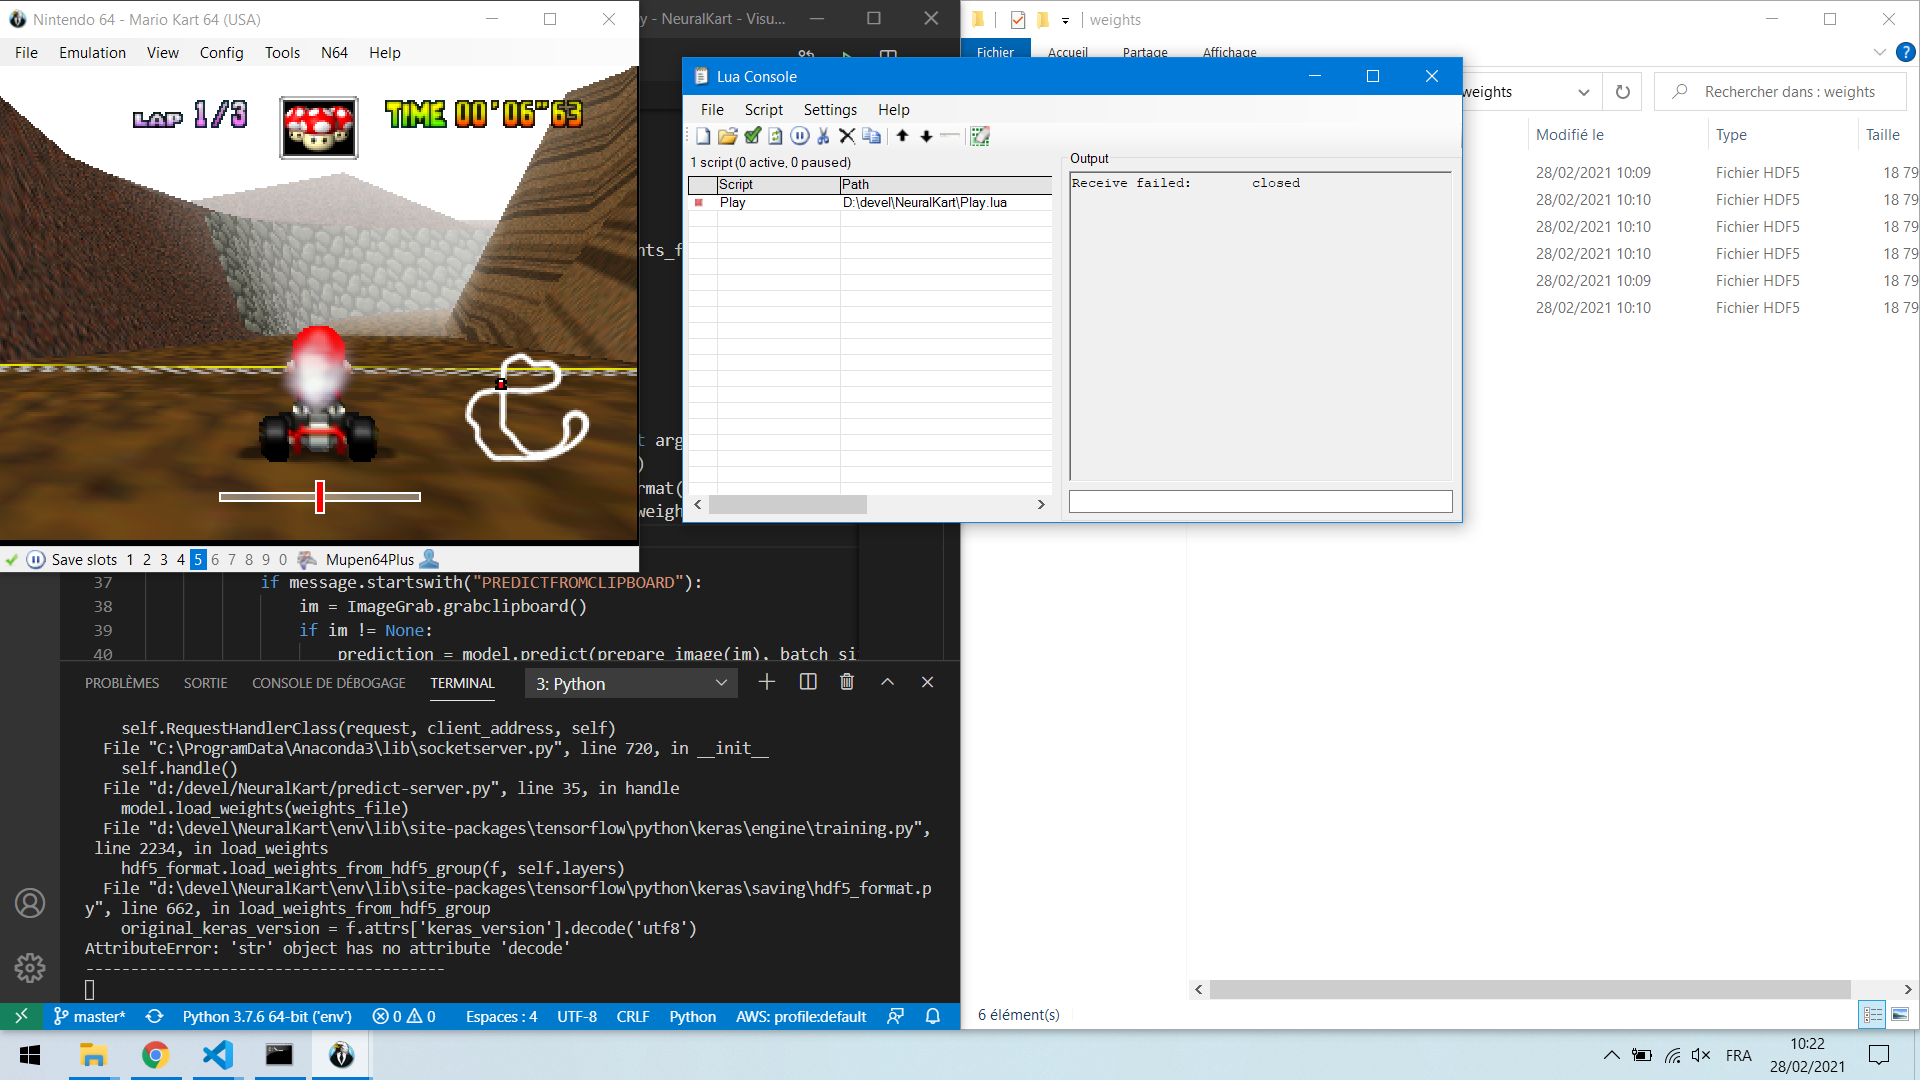 Nintendo 64 - Mario Kart 64 (USA)
File Emulation View Config Tools N64 Help
LAP 1/3
TIME 00'06"63
Save slots 1 2 3 4 5 6 7 8 9 0 Mupen64Plus
y - NeuralKart - Visu...
nts_f
t arg
)
rmat(
weigh
37 if message.startswith("PREDICTFROMCLIPBOARD"):
38 im = ImageGrab.grabclipboard()
39 if im != None:
40 prediction = model.predict(prepare_image(im), batch_si
PROBLÈMES SORTIE CONSOLE DE DÉBOGAGE TERMINAL 3: Python
self.RequestHandlerClass(request, client_address, self)
File "C:\ProgramData\Anaconda3\lib\socketserver.py", line 720, in __init__
self.handle()
File "d:/devel/NeuralKart/predict-server.py", line 35, in handle
model.load_weights(weights_file)
File "d:\devel\NeuralKart\env\lib\site-packages\tensorflow\python\keras\engine\training.py",
line 2234, in load_weights
hdf5_format.load_weights_from_hdf5_group(f, self.layers)
File "d:\devel\NeuralKart\env\lib\site-packages\tensorflow\python\keras\saving\hdf5_format.p
y", line 662, in load_weights_from_hdf5_group
original_keras_version = f.attrs['keras_version'].decode('utf8')
AttributeError: 'str' object has no attribute 'decode'
----------------------------------------
master* Python 3.7.6 64-bit ('env') 0 0 Espaces : 4 UTF-8 CRLF Python AWS: profile:default
Lua Console
File Script Settings Help
1 script (0 active, 0 paused)
Script Path
Play D:\devel\NeuralKart\Play.lua
Output
Receive failed: closed
weights
Fichier Accueil Partage Affichage
weights Rechercher dans : weights
Modifié le Type Taille
28/02/2021 10:09 Fichier HDF5 18 79
28/02/2021 10:10 Fichier HDF5 18 79
28/02/2021 10:10 Fichier HDF5 18 79
28/02/2021 10:10 Fichier HDF5 18 79
28/02/2021 10:09 Fichier HDF5 18 79
28/02/2021 10:10 Fichier HDF5 18 79
6 élément(s)
FRA
10:22
28/02/2021